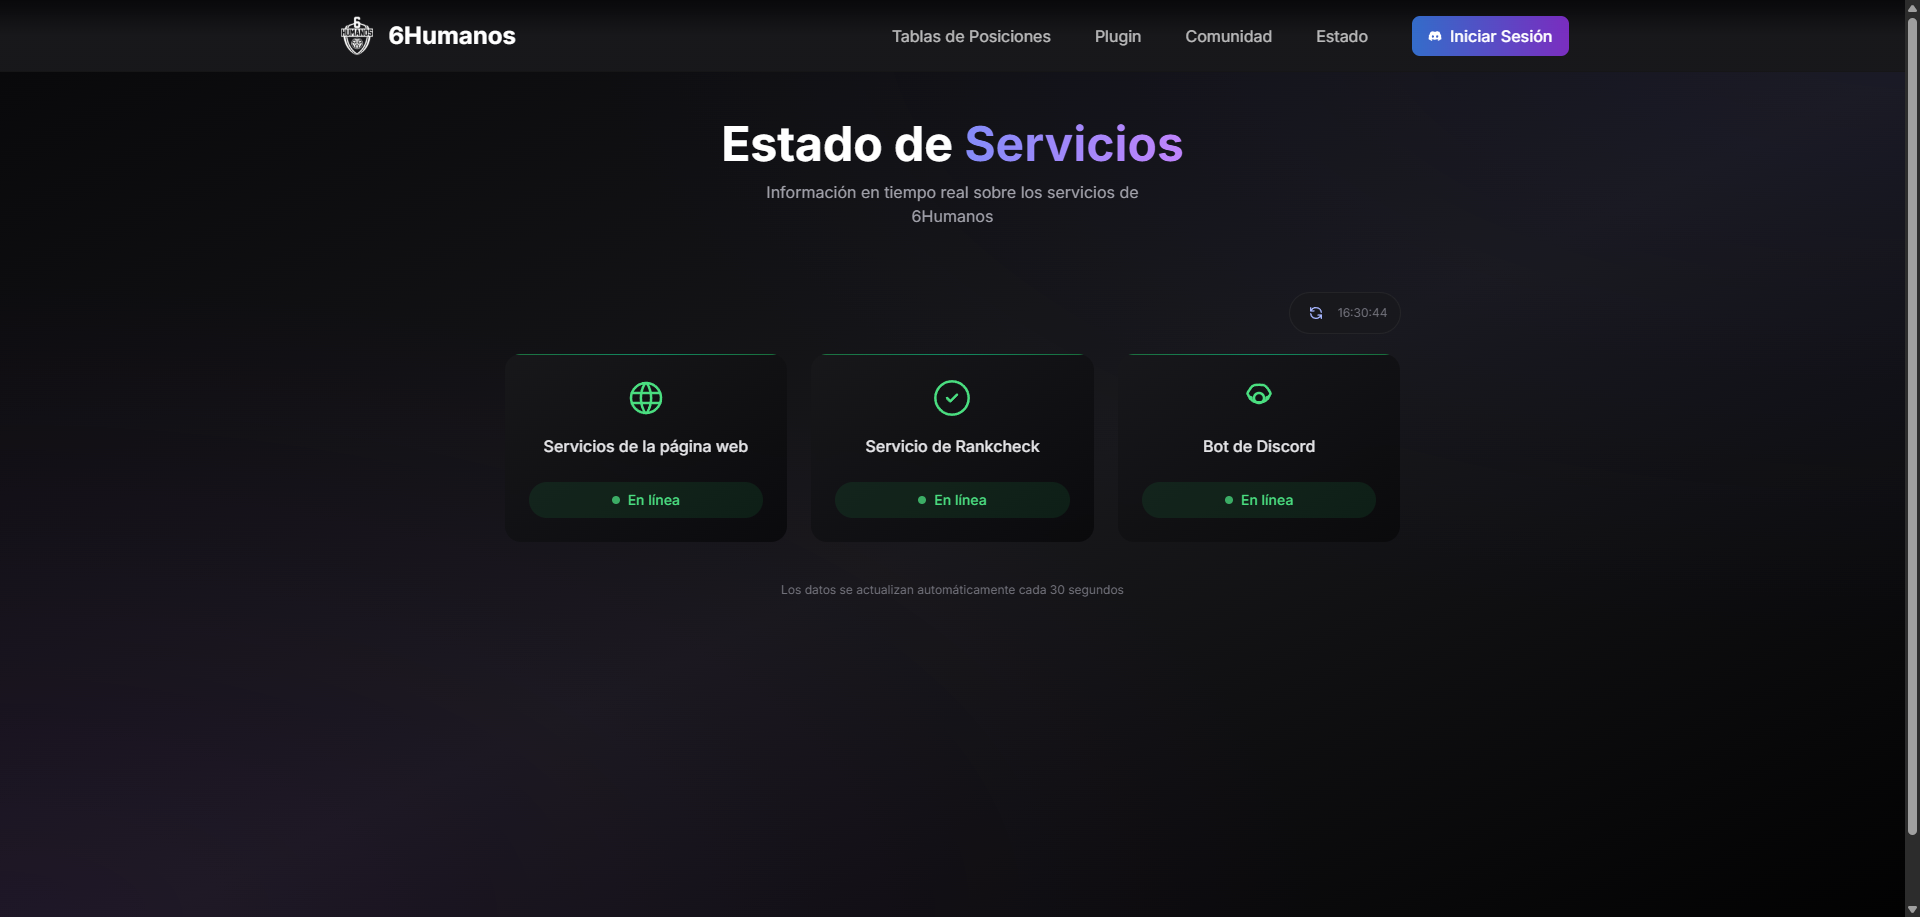 6
HUMANOS
6Humanos
Tablas de Posiciones
Plugin
Comunidad
Estado
Iniciar Sesión
Estado de Servicios
Información en tiempo real sobre los servicios de
6Humanos
16:30:44
Servicios de la página web
Servicio de Rankcheck
Bot de Discord
En línea
En línea
En línea
Los datos se actualizan automáticamente cada 30 segundos